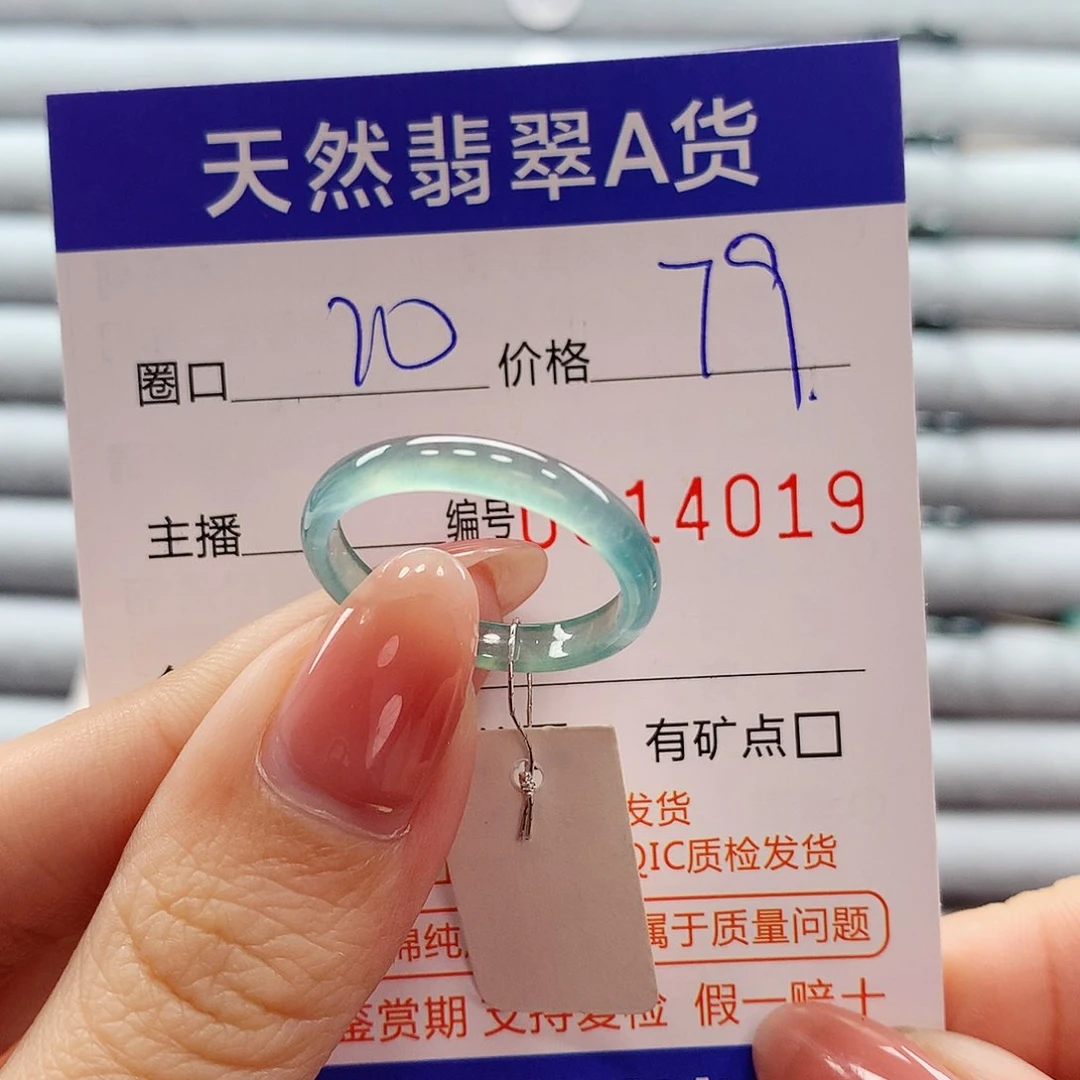 天然翡翠A货
圈口 20 价格 79.
主播 编号 14019
有矿点□
发货
QIC质检发货
属于质量问题
鉴赏期 支持复检 假一赔十